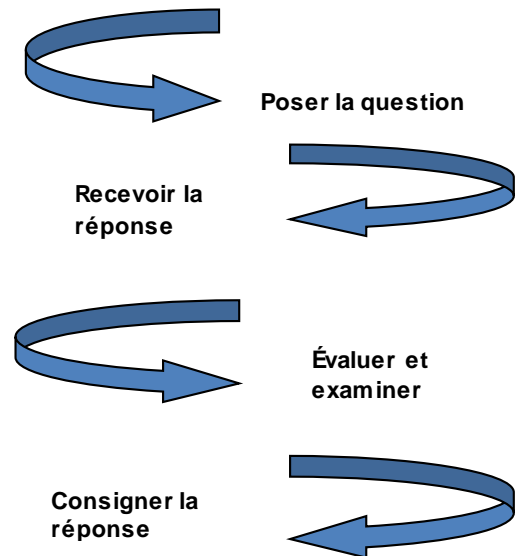 Poser la question
Recevoir la
réponse
Évaluer et
examiner
Consigner la
réponse